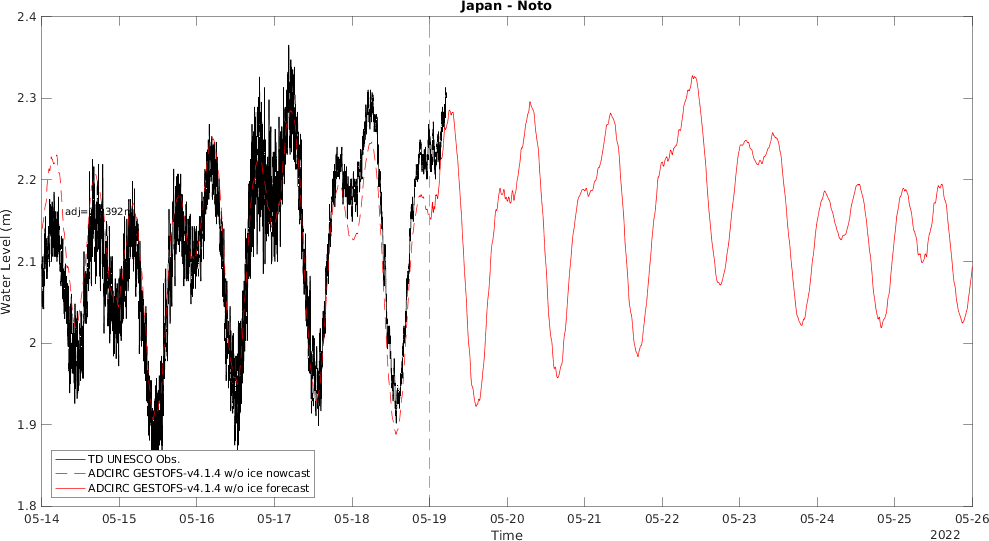 Japan - Noto
2.4
2.3
2.2
2.1
2
1.9
1.8
Water Level (m)
adj=
392
TD UNESCO Obs.
ADCIRC GESTOFS-v4.1.4 w/o ice nowcast
ADCIRC GESTOFS-v4.1.4 w/o ice forecast
05-14 05-15 05-16 05-17 05-18 05-19 05-20 05-21 05-22 05-23 05-24 05-25 05-26
Time
2022